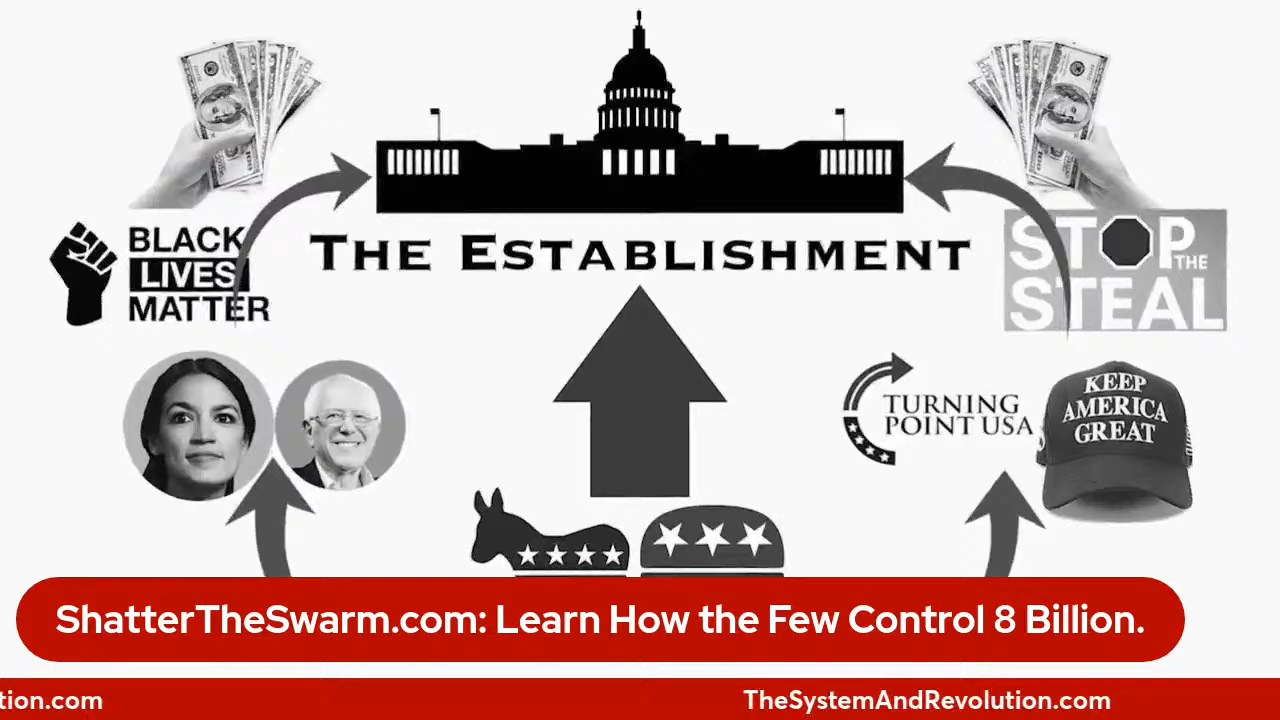 BLACK
LIVES
MATTER
THE ESTABLISHMENT
STOP
THE
STEAL
TURNING
POINT USA
KEEP
AMERICA
GREAT
ShatterTheSwarm.com: Learn How the Few Control 8 Billion.
tion.com
TheSystemAndRevolution.com